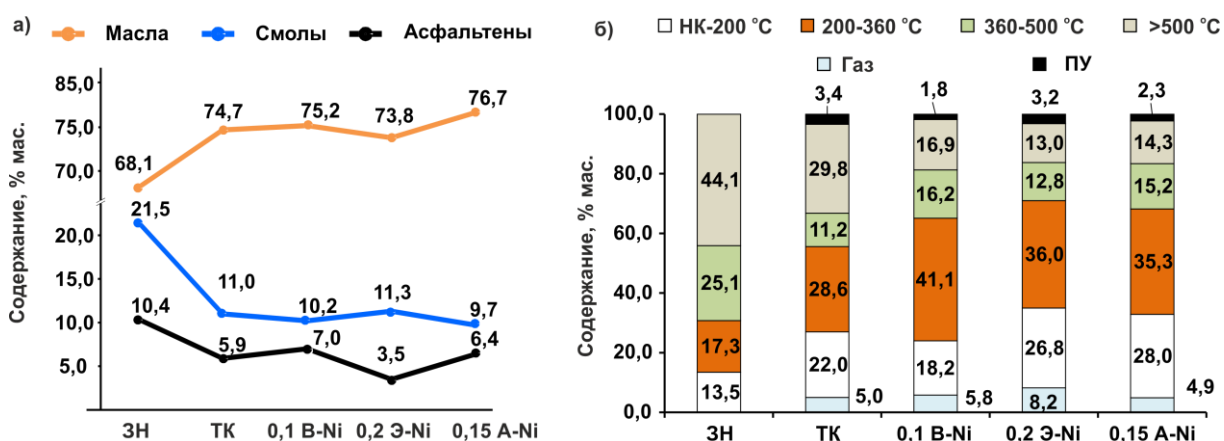 а) Масла Смолы Асфальтены
Содержание, % мас.
85,0
75,0
70,0
20,0
15,0
10,0
5,0
68,1 74,7 75,2 73,8 76,7
21,5 11,0 10,2 11,3 9,7
10,4 5,9 7,0 3,5 6,4
ЗН ТК 0,1 В-Ni 0,2 Э-Ni 0,15 А-Ni
б) НК-200 °C 200-360 °C 360-500 °C >500 °C
Газ ПУ
Содержание, % мас.
100,0
80,0
60,0
40,0
20,0
0,0
3,4 1,8 3,2 2,3
44,1 29,8 16,9 13,0 14,3
25,1 11,2 16,2 12,8 15,2
17,3 28,6 41,1 36,0 35,3
13,5 22,0 18,2 26,8 28,0
5,0 5,8 8,2 4,9
ЗН ТК 0,1 В-Ni 0,2 Э-Ni 0,15 А-Ni